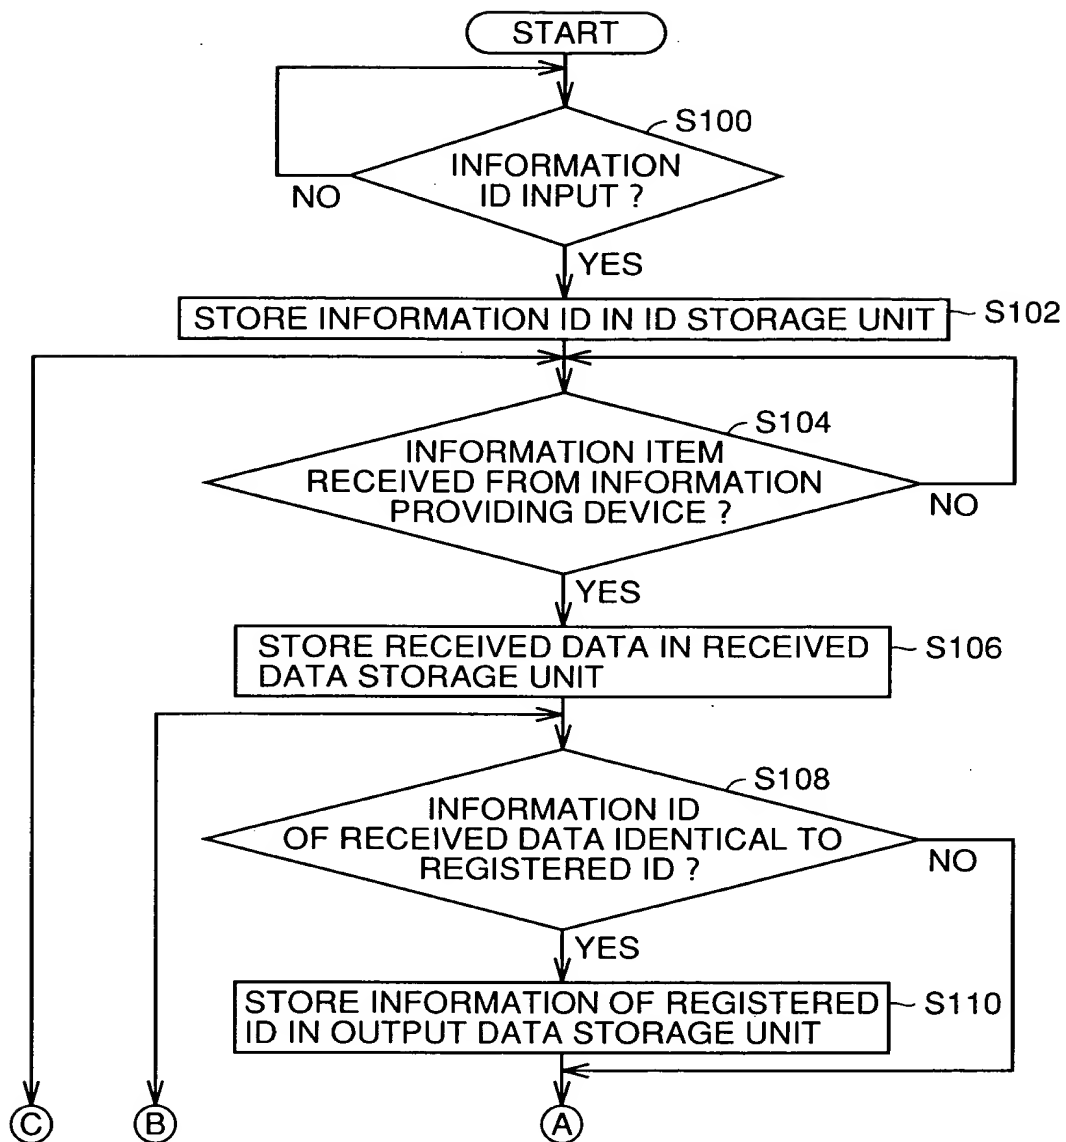 START
S100
INFORMATION
ID INPUT ?
NO
YES
STORE INFORMATION ID IN ID STORAGE UNIT
S102
S104
INFORMATION ITEM
RECEIVED FROM INFORMATION
PROVIDING DEVICE ?
NO
YES
STORE RECEIVED DATA IN RECEIVED
DATA STORAGE UNIT
S106
S108
INFORMATION ID
OF RECEIVED DATA IDENTICAL TO
REGISTERED ID ?
NO
YES
STORE INFORMATION OF REGISTERED
ID IN OUTPUT DATA STORAGE UNIT
S110
C
B
A